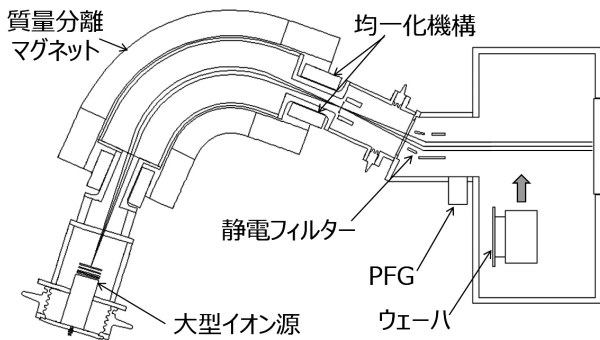 質量分離
マグネット
均一化機構
静電フィルター
PFG
ウェーハ
大型イオン源